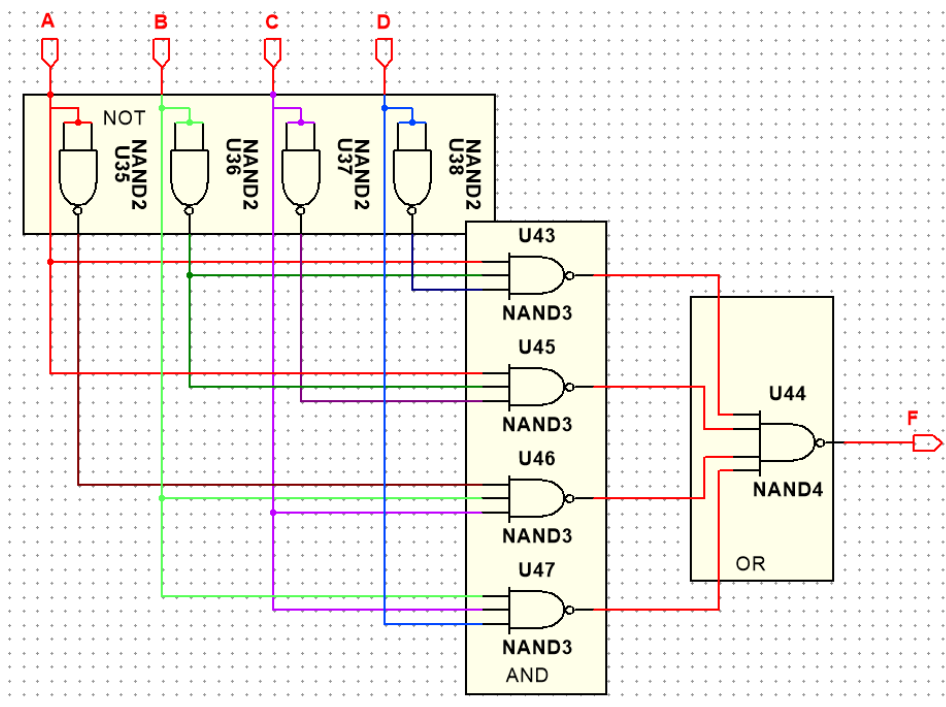 A B C D
NOT
NAND2
U35
NAND2
U36
NAND2
U37
NAND2
U38
U43
NAND3
U45
NAND3
U46
NAND3
U47
NAND3
AND
U44
NAND4
OR
F